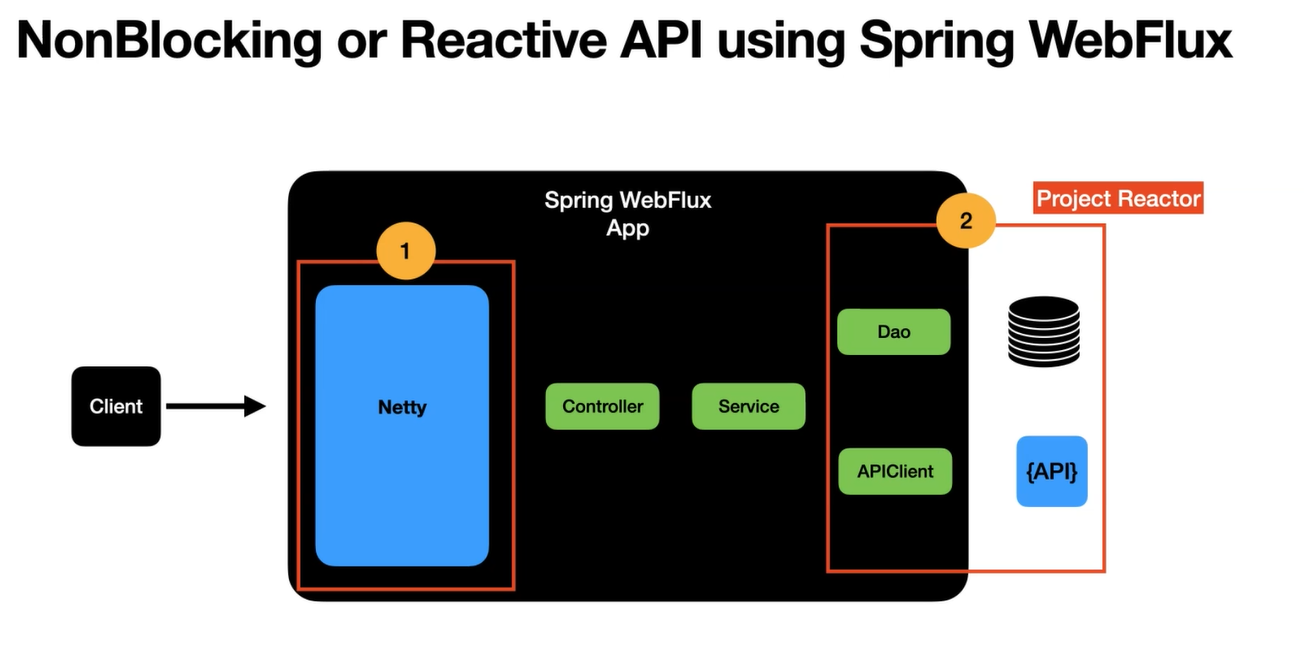 NonBlocking or Reactive API using Spring WebFlux
Spring WebFlux
App
Project Reactor
1
2
Client
Netty
Controller
Service
Dao
APIClient
{API}